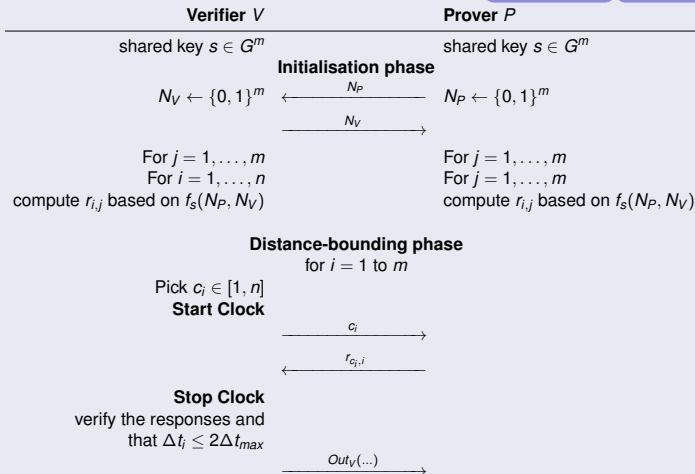 Verifier V Prover P
shared key s ∈ G^m shared key s ∈ G^m
Initialisation phase
N_V ← {0, 1}^m N_P N_P ← {0, 1}^m
N_V
For j = 1, . . . , m For j = 1, . . . , m
For i = 1, . . . , n For j = 1, . . . , m
compute r_{i,j} based on f_s(N_P, N_V) compute r_{i,j} based on f_s(N_P, N_V)
Distance-bounding phase
for i = 1 to m
Pick c_i ∈ [1, n]
Start Clock
c_i
r_{c_i,i}
Stop Clock
verify the responses and
that Δt_i ≤ 2Δt_{max}
Out_V(...)